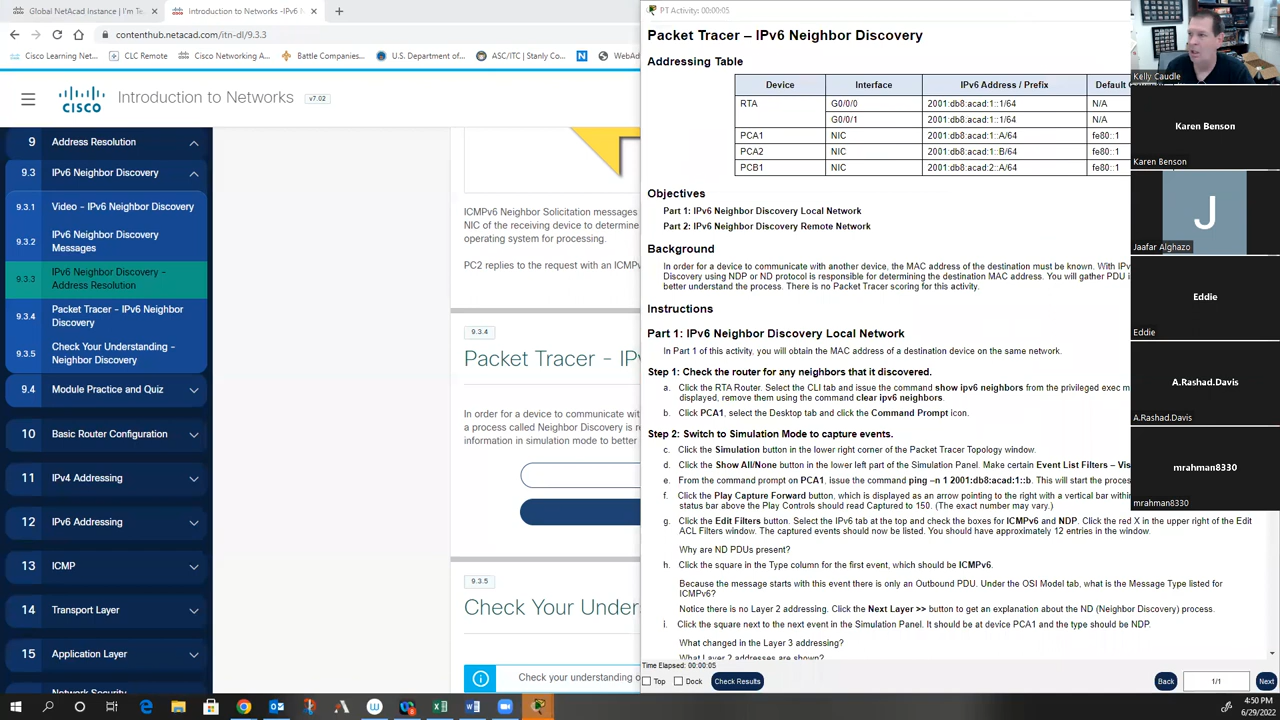 Global NetAcad Instance | I'm Te
Introduction to Networks -IPv6 N
contenthub.netacad.com/itn-dl/9.3.3
Cisco Learning Net...
CLC Remote
Cisco Networking A...
Battle Companies...
U.S. Department of...
ASC/ITC | Stanly Co...
WebAd
CISCO
Introduction to Networks
v7.02
9 Address Resolution
9.3 IPv6 Neighbor Discovery
9.3.1 Video – IPv6 Neighbor Discovery
9.3.2 IPv6 Neighbor Discovery
Messages
9.3.3 IPv6 Neighbor Discovery –
Address Resolution
9.3.4 Packet Tracer – IPv6 Neighbor
Discovery
9.3.5 Check Your Understanding –
Neighbor Discovery
9.4 Module Practice and Quiz
10 Basic Router Configuration
11 IPv4 Addressing
12 IPv6 Addressing
13 ICMP
14 Transport Layer
15 Application Layer
Network Security
ICMPv6 Neighbor Solicitation messages
NIC of the receiving device to determine
operating system for processing.
PC2 replies to the request with an ICMPv
9.3.4
Packet Tracer - IPv
In order for a device to communicate wit
a process called Neighbor Discovery is r
information in simulation mode to better
9.3.5
Check Your Unders
Check your understanding o
PT Activity: 00:00:05
Packet Tracer – IPv6 Neighbor Discovery
Addressing Table
Device Interface IPv6 Address / Prefix Default
RTA G0/0/0 2001:db8:acad:1::1/64 N/A
G0/0/1 2001:db8:acad:1::1/64 N/A
PCA1 NIC 2001:db8:acad:1::A/64 fe80::1
PCA2 NIC 2001:db8:acad:1::B/64 fe80::1
PCB1 NIC 2001:db8:acad:2::A/64 fe80::1
Objectives
Part 1: IPv6 Neighbor Discovery Local Network
Part 2: IPv6 Neighbor Discovery Remote Network
Background
In order for a device to communicate with another device, the MAC address of the destination must be known. With IPv
Discovery using NDP or ND protocol is responsible for determining the destination MAC address. You will gather PDU i
better understand the process. There is no Packet Tracer scoring for this activity.
Instructions
Part 1: IPv6 Neighbor Discovery Local Network
In Part 1 of this activity, you will obtain the MAC address of a destination device on the same network.
Step 1: Check the router for any neighbors that it discovered.
a. Click the RTA Router. Select the CLI tab and issue the command show ipv6 neighbors from the privileged exec m
displayed, remove them using the command clear ipv6 neighbors.
b. Click PCA1, select the Desktop tab and click the Command Prompt icon.
Step 2: Switch to Simulation Mode to capture events.
c. Click the Simulation button in the lower right corner of the Packet Tracer Topology window.
d. Click the Show All/None button in the lower left part of the Simulation Panel. Make certain Event List Filters – Vis
e. From the command prompt on PCA1, issue the command ping –n 1 2001:db8:acad:1::b. This will start the proces
f. Click the Play Capture Forward button, which is displayed as an arrow pointing to the right with a vertical bar within
status bar above the Play Controls should read Captured to 150. (The exact number may vary.)
g. Click the Edit Filters button. Select the IPv6 tab at the top and check the boxes for ICMPv6 and NDP. Click the red X in the upper right of the Edit
ACL Filters window. The captured events should now be listed. You should have approximately 12 entries in the window.
Why are ND PDUs present?
h. Click the square in the Type column for the first event, which should be ICMPv6.
Because the message starts with this event there is only an Outbound PDU. Under the OSI Model tab, what is the Message Type listed for
ICMPv6?
Notice there is no Layer 2 addressing. Click the Next Layer >> button to get an explanation about the ND (Neighbor Discovery) process.
i. Click the square next to the next event in the Simulation Panel. It should be at device PCA1 and the type should be NDP.
What changed in the Layer 3 addressing?
What Layer 2 addresses are shown?
Time Elapsed: 00:00:05
Top
Dock
Check Results
Back
1/1
Next
Kelly Caudle
Karen Benson
Karen Benson
J
Jaafar Alghazo
Eddie
Eddie
A.Rashad.Davis
A.Rashad.Davis
mrahman8330
mrahman8330
4:50 PM
6/29/2022